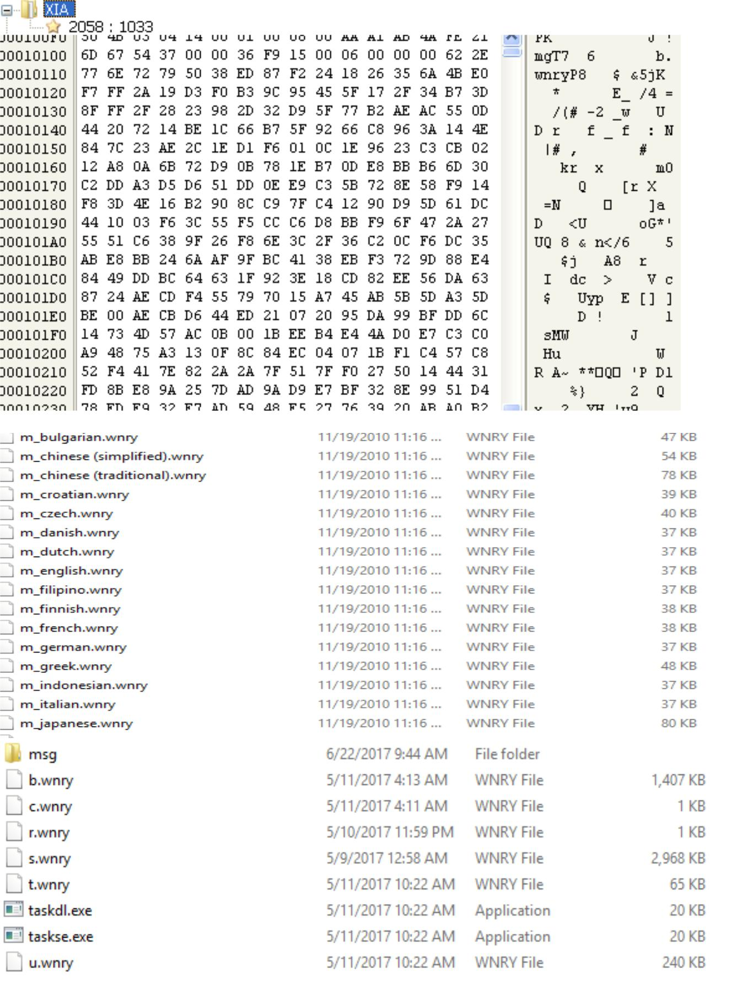 XIA
2058 : 1033
000100F0 50 4B 03 04 14 00 01 00 08 00 AA A1 AB 4A FE 21 PK J !
00010100 6D 67 54 37 00 00 36 F9 15 00 06 00 00 00 62 2E mgT7 6 b.
00010110 77 6E 72 79 50 38 ED 87 F2 24 18 26 35 6A 4B E0 wnryP8 $ &5jK
00010120 F7 FF 2A 19 D3 F0 B3 9C 95 45 5F 17 2F 34 B7 3D * E_ /4 =
00010130 8F FF 2F 28 23 98 2D 32 D9 5F 77 B2 AE AC 55 0D /(# -2 _w U
00010140 44 20 72 14 BE 1C 66 B7 5F 92 66 C8 96 3A 14 4E D r f _ f : N
00010150 84 7C 23 AE 2C 1E D1 F6 01 0C 1E 96 23 C3 CB 02 |# , #
00010160 12 A8 0A 6B 72 D9 0B 78 1E B7 0D E8 BB B6 6D 30 kr x m0
00010170 C2 DD A3 D5 D6 51 DD 0E E9 C3 5B 72 8E 58 F9 14 Q [r X
00010180 F8 3D 4E 16 B2 90 8C C9 7F C4 12 90 D9 5D 61 DC =N □ ]a
00010190 44 10 03 F6 3C 55 F5 CC C6 D8 BB F9 6F 47 2A 27 D <U oG*'
000101A0 55 51 C6 38 9F 26 F8 6E 3C 2F 36 C2 0C F6 DC 35 UQ 8 & n</6 5
000101B0 AB E8 BB 24 6A AF 9F BC 41 38 EB F3 72 9D 88 E4 $j A8 r
000101C0 84 49 DD BC 64 63 1F 92 3E 18 CD 82 EE 56 DA 63 I dc > V c
000101D0 87 24 AE CD F4 55 79 70 15 A7 45 AB 5B 5D A3 5D $ Uyp E [] ]
000101E0 BE 00 AE CB D6 44 ED 21 07 20 95 DA 99 BF DD 6C D ! l
000101F0 14 73 4D 57 AC 0B 00 1B EE B4 E4 4A D0 E7 C3 C0 sMW J
00010200 A9 48 75 A3 13 0F 8C 84 EC 04 07 1B F1 C4 57 C8 Hu W
00010210 52 F4 41 7E 82 2A 2A 7F 51 7F F0 27 50 14 44 31 R A~ **□Q□ 'P D1
00010220 FD 8B E8 9A 25 7D AD 9A D9 E7 BF 32 8E 99 51 D4 %} 2 Q
00010230 78 FD F9 32 F7 AD 59 48 F5 27 76 39 20 AB A0 B2 x 2 YH 'v9
m_bulgarian.wnry 11/19/2010 11:16 ... WNRY File 47 KB
m_chinese (simplified).wnry 11/19/2010 11:16 ... WNRY File 54 KB
m_chinese (traditional).wnry 11/19/2010 11:16 ... WNRY File 78 KB
m_croatian.wnry 11/19/2010 11:16 ... WNRY File 39 KB
m_czech.wnry 11/19/2010 11:16 ... WNRY File 40 KB
m_danish.wnry 11/19/2010 11:16 ... WNRY File 37 KB
m_dutch.wnry 11/19/2010 11:16 ... WNRY File 37 KB
m_english.wnry 11/19/2010 11:16 ... WNRY File 37 KB
m_filipino.wnry 11/19/2010 11:16 ... WNRY File 37 KB
m_finnish.wnry 11/19/2010 11:16 ... WNRY File 38 KB
m_french.wnry 11/19/2010 11:16 ... WNRY File 38 KB
m_german.wnry 11/19/2010 11:16 ... WNRY File 37 KB
m_greek.wnry 11/19/2010 11:16 ... WNRY File 48 KB
m_indonesian.wnry 11/19/2010 11:16 ... WNRY File 37 KB
m_italian.wnry 11/19/2010 11:16 ... WNRY File 37 KB
m_japanese.wnry 11/19/2010 11:16 ... WNRY File 80 KB
msg 6/22/2017 9:44 AM File folder
b.wnry 5/11/2017 4:13 AM WNRY File 1,407 KB
c.wnry 5/11/2017 4:11 AM WNRY File 1 KB
r.wnry 5/10/2017 11:59 PM WNRY File 1 KB
s.wnry 5/9/2017 12:58 AM WNRY File 2,968 KB
t.wnry 5/11/2017 10:22 AM WNRY File 65 KB
taskdl.exe 5/11/2017 10:22 AM Application 20 KB
taskse.exe 5/11/2017 10:22 AM Application 20 KB
u.wnry 5/11/2017 10:22 AM WNRY File 240 KB